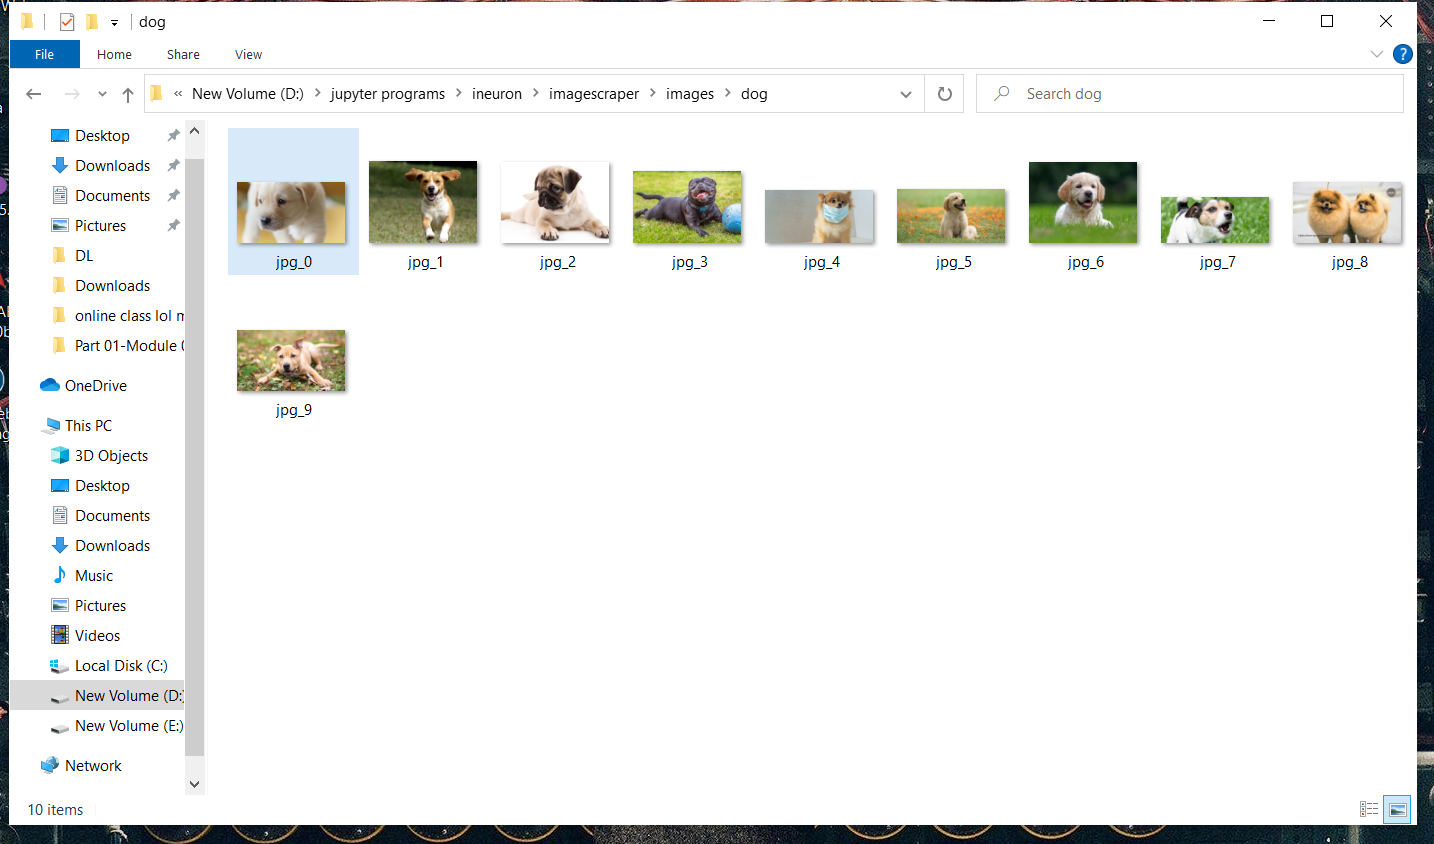 dog
File Home Share View
« New Volume (D:) > jupyter programs > ineuron > imagescraper > images > dog
Search dog
Desktop
Downloads
Documents
Pictures
DL
Downloads
online class lol m
Part 01-Module
OneDrive
This PC
3D Objects
Desktop
Documents
Downloads
Music
Pictures
Videos
Local Disk (C:)
New Volume (D:)
New Volume (E:)
Network
jpg_0 jpg_1 jpg_2 jpg_3 jpg_4 jpg_5 jpg_6 jpg_7 jpg_8
jpg_9
10 items